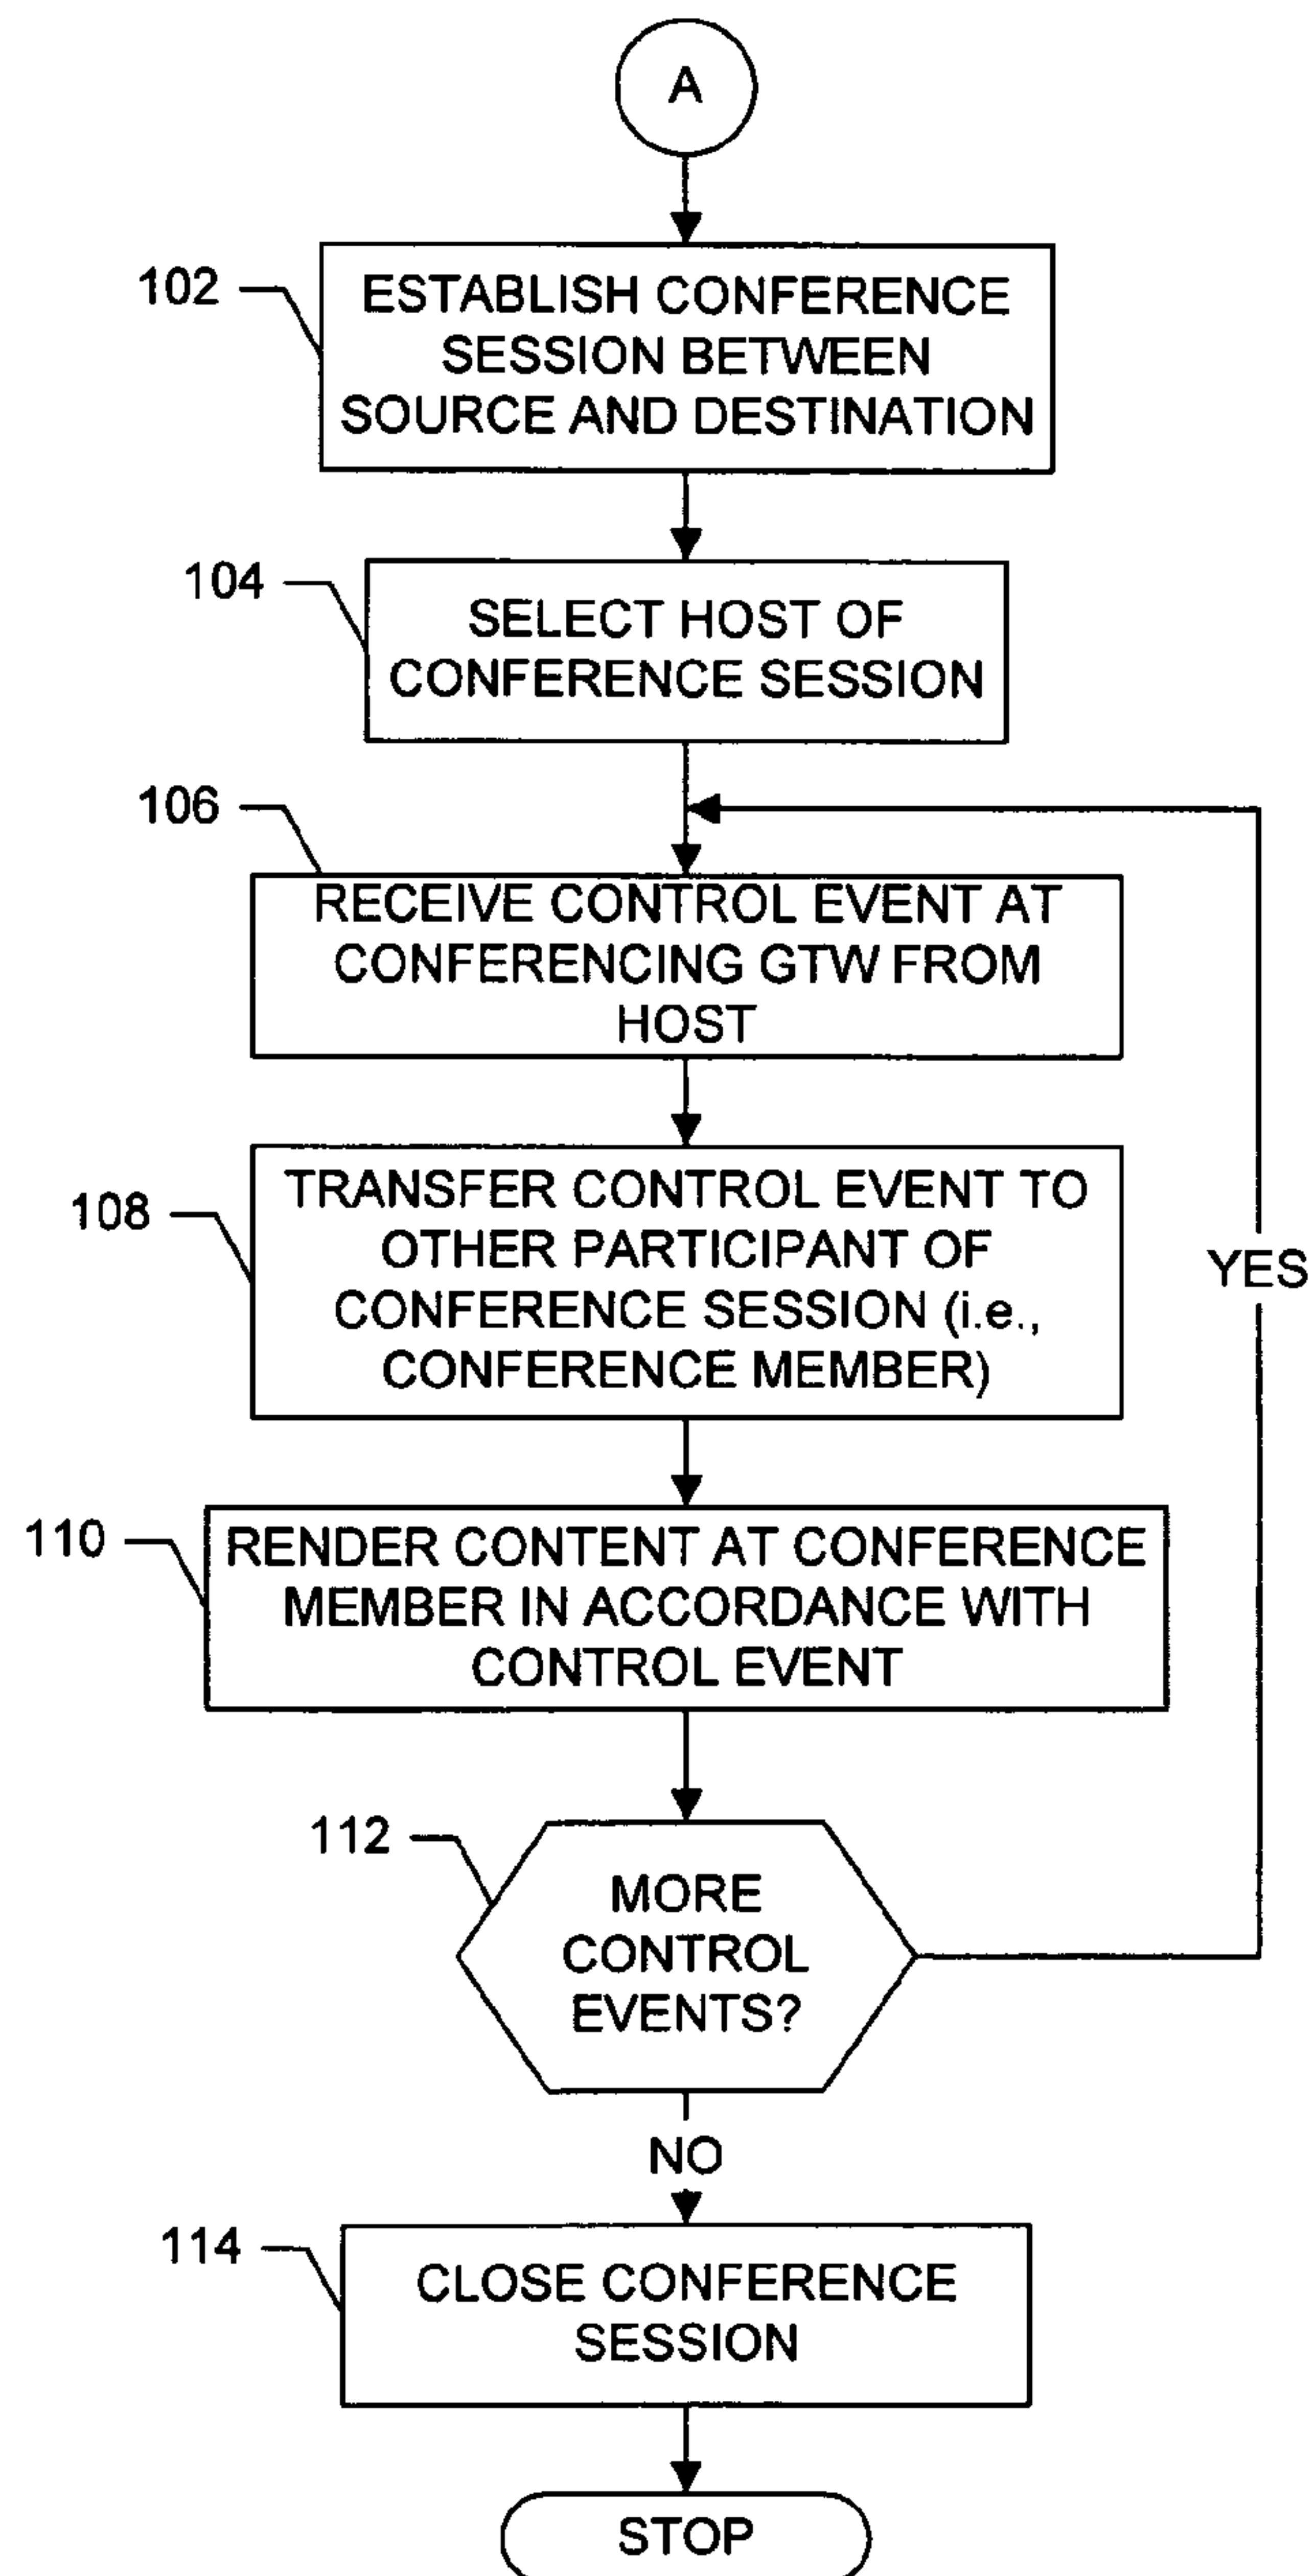 A
102
ESTABLISH CONFERENCE
SESSION BETWEEN
SOURCE AND DESTINATION
104
SELECT HOST OF
CONFERENCE SESSION
106
RECEIVE CONTROL EVENT AT
CONFERENCING GTW FROM
HOST
108
TRANSFER CONTROL EVENT TO
OTHER PARTICIPANT OF
CONFERENCE SESSION (i.e.,
CONFERENCE MEMBER)
YES
110
RENDER CONTENT AT CONFERENCE
MEMBER IN ACCORDANCE WITH
CONTROL EVENT
112
MORE
CONTROL
EVENTS?
NO
114
CLOSE CONFERENCE
SESSION
STOP